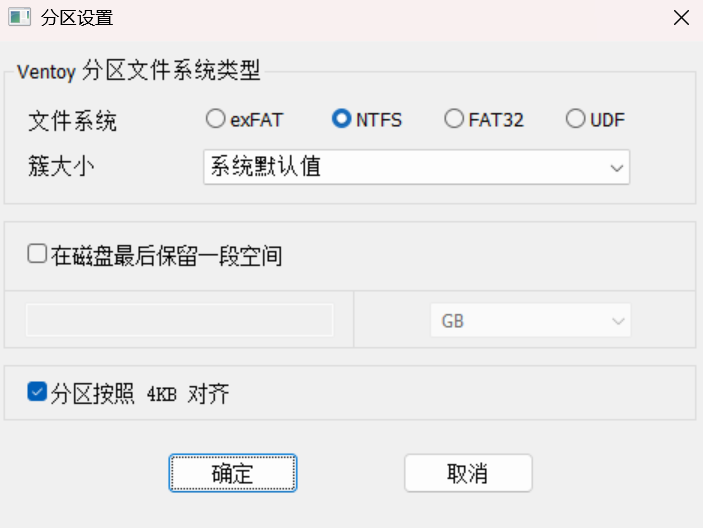 分区设置
Ventoy 分区文件系统类型
文件系统 exFAT NTFS FAT32 UDF
簇大小 系统默认值
在磁盘最后保留一段空间
GB
分区按照 4KB 对齐
确定 取消